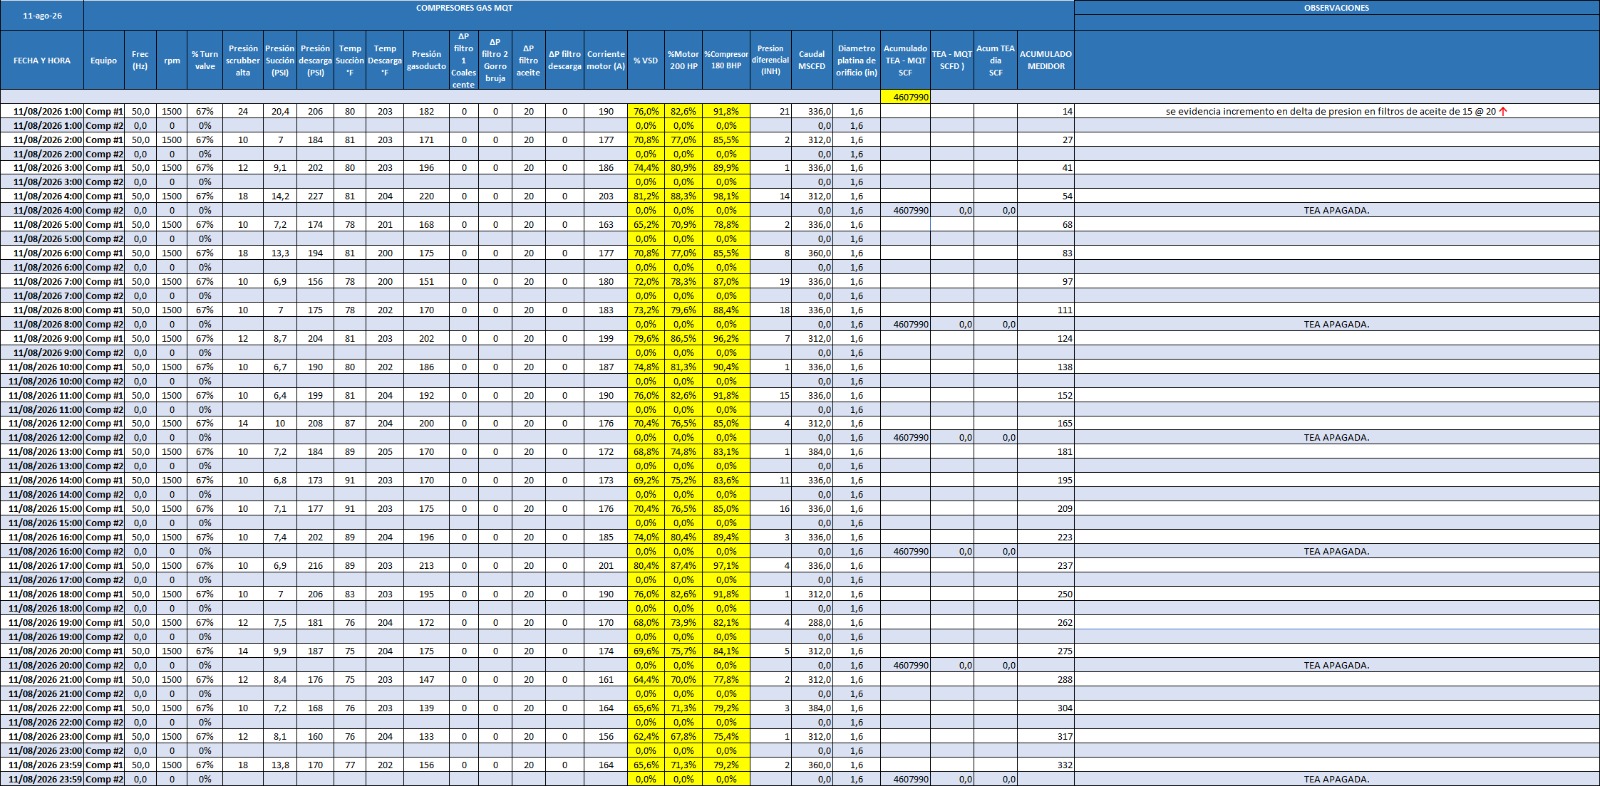 11-ago-26 COMPRESORES GAS MQT OBSERVACIONES
FECHA Y HORA Equipo Frec (Hz) rpm % Turn valve Presión scrubber alta Presión Succión (PSI) Presión descarga (PSI) Temp Succión °F Temp Descarga °F Presión gasoducto ΔP filtro 1 Coales cente ΔP filtro 2 Gorro bruja ΔP filtro aceite ΔP filtro descarga Corriente motor (A) % VSD %Motor 200 HP %Compresor 180 BHP Presion diferencial (INH) Caudal MSCFD Diametro platina de orificio (in) Acumulado TEA - MQT SCF TEA - MQT SCFD ) Acum TEA dia SCF ACUMULADO MEDIDOR
4607990
11/08/2026 1:00 Comp #1 50,0 1500 67% 24 20,4 206 80 203 182 0 0 20 0 190 76,0% 82,6% 91,8% 21 336,0 1,6 14 se evidencia incremento en delta de presion en filtros de aceite de 15 @ 20 ↑
11/08/2026 1:00 Comp #2 0,0 0 0% 0,0% 0,0% 0,0% 0,0 1,6
11/08/2026 2:00 Comp #1 50,0 1500 67% 10 7 184 81 203 171 0 0 20 0 177 70,8% 77,0% 85,5% 2 312,0 1,6 27
11/08/2026 2:00 Comp #2 0,0 0 0% 0,0% 0,0% 0,0% 0,0 1,6
11/08/2026 3:00 Comp #1 50,0 1500 67% 12 9,1 202 80 203 196 0 0 20 0 186 74,4% 80,9% 89,9% 1 336,0 1,6 41
11/08/2026 3:00 Comp #2 0,0 0 0% 0,0% 0,0% 0,0% 0,0 1,6
11/08/2026 4:00 Comp #1 50,0 1500 67% 18 14,2 227 81 204 220 0 0 20 0 203 81,2% 88,3% 98,1% 14 312,0 1,6 54
11/08/2026 4:00 Comp #2 0,0 0 0% 0,0% 0,0% 0,0% 0,0 1,6 4607990 0,0 0,0 TEA APAGADA.
11/08/2026 5:00 Comp #1 50,0 1500 67% 10 7,2 174 78 201 168 0 0 20 0 163 65,2% 70,9% 78,8% 2 336,0 1,6 68
11/08/2026 5:00 Comp #2 0,0 0 0% 0,0% 0,0% 0,0% 0,0 1,6
11/08/2026 6:00 Comp #1 50,0 1500 67% 18 13,3 194 81 200 175 0 0 20 0 177 70,8% 77,0% 85,5% 8 360,0 1,6 83
11/08/2026 6:00 Comp #2 0,0 0 0% 0,0% 0,0% 0,0% 0,0 1,6
11/08/2026 7:00 Comp #1 50,0 1500 67% 10 6,9 156 78 200 151 0 0 20 0 180 72,0% 78,3% 87,0% 19 336,0 1,6 97
11/08/2026 7:00 Comp #2 0,0 0 0% 0,0% 0,0% 0,0% 0,0 1,6
11/08/2026 8:00 Comp #1 50,0 1500 67% 10 7 175 78 202 170 0 0 20 0 183 73,2% 79,6% 88,4% 18 336,0 1,6 111
11/08/2026 8:00 Comp #2 0,0 0 0% 0,0% 0,0% 0,0% 0,0 1,6 4607990 0,0 0,0 TEA APAGADA.
11/08/2026 9:00 Comp #1 50,0 1500 67% 12 8,7 204 81 203 202 0 0 20 0 199 79,6% 86,5% 96,2% 7 312,0 1,6 124
11/08/2026 9:00 Comp #2 0,0 0 0% 0,0% 0,0% 0,0% 0,0 1,6
11/08/2026 10:00 Comp #1 50,0 1500 67% 10 6,7 190 80 202 186 0 0 20 0 187 74,8% 81,3% 90,4% 1 336,0 1,6 138
11/08/2026 10:00 Comp #2 0,0 0 0% 0,0% 0,0% 0,0% 0,0 1,6
11/08/2026 11:00 Comp #1 50,0 1500 67% 10 6,4 199 81 204 192 0 0 20 0 190 76,0% 82,6% 91,8% 15 336,0 1,6 152
11/08/2026 11:00 Comp #2 0,0 0 0% 0,0% 0,0% 0,0% 0,0 1,6
11/08/2026 12:00 Comp #1 50,0 1500 67% 14 10 208 87 204 200 0 0 20 0 176 70,4% 76,5% 85,0% 4 312,0 1,6 165
11/08/2026 12:00 Comp #2 0,0 0 0% 0,0% 0,0% 0,0% 0,0 1,6 4607990 0,0 0,0 TEA APAGADA.
11/08/2026 13:00 Comp #1 50,0 1500 67% 10 7,2 184 89 205 170 0 0 20 0 172 68,8% 74,8% 83,1% 1 384,0 1,6 181
11/08/2026 13:00 Comp #2 0,0 0 0% 0,0% 0,0% 0,0% 0,0 1,6
11/08/2026 14:00 Comp #1 50,0 1500 67% 10 6,8 173 91 203 170 0 0 20 0 173 69,2% 75,2% 83,6% 11 336,0 1,6 195
11/08/2026 14:00 Comp #2 0,0 0 0% 0,0% 0,0% 0,0% 0,0 1,6
11/08/2026 15:00 Comp #1 50,0 1500 67% 10 7,1 177 91 203 175 0 0 20 0 176 70,4% 76,5% 85,0% 16 336,0 1,6 209
11/08/2026 15:00 Comp #2 0,0 0 0% 0,0% 0,0% 0,0% 0,0 1,6
11/08/2026 16:00 Comp #1 50,0 1500 67% 10 7,4 202 89 204 196 0 0 20 0 185 74,0% 80,4% 89,4% 3 336,0 1,6 223
11/08/2026 16:00 Comp #2 0,0 0 0% 0,0% 0,0% 0,0% 0,0 1,6 4607990 0,0 0,0 TEA APAGADA.
11/08/2026 17:00 Comp #1 50,0 1500 67% 10 6,9 216 89 203 213 0 0 20 0 201 80,4% 87,4% 97,1% 4 336,0 1,6 237
11/08/2026 17:00 Comp #2 0,0 0 0% 0,0% 0,0% 0,0% 0,0 1,6
11/08/2026 18:00 Comp #1 50,0 1500 67% 10 7 206 83 203 195 0 0 20 0 190 76,0% 82,6% 91,8% 1 312,0 1,6 250
11/08/2026 18:00 Comp #2 0,0 0 0% 0,0% 0,0% 0,0% 0,0 1,6
11/08/2026 19:00 Comp #1 50,0 1500 67% 12 7,5 181 76 204 172 0 0 20 0 170 68,0% 73,9% 82,1% 4 288,0 1,6 262
11/08/2026 19:00 Comp #2 0,0 0 0% 0,0% 0,0% 0,0% 0,0 1,6
11/08/2026 20:00 Comp #1 50,0 1500 67% 14 9,9 187 75 204 175 0 0 20 0 174 69,6% 75,7% 84,1% 5 312,0 1,6 275
11/08/2026 20:00 Comp #2 0,0 0 0% 0,0% 0,0% 0,0% 0,0 1,6 4607990 0,0 0,0 TEA APAGADA.
11/08/2026 21:00 Comp #1 50,0 1500 67% 12 8,4 176 75 203 147 0 0 20 0 161 64,4% 70,0% 77,8% 2 312,0 1,6 288
11/08/2026 21:00 Comp #2 0,0 0 0% 0,0% 0,0% 0,0% 0,0 1,6
11/08/2026 22:00 Comp #1 50,0 1500 67% 10 7,2 168 76 203 139 0 0 20 0 164 65,6% 71,3% 79,2% 3 384,0 1,6 304
11/08/2026 22:00 Comp #2 0,0 0 0% 0,0% 0,0% 0,0% 0,0 1,6
11/08/2026 23:00 Comp #1 50,0 1500 67% 12 8,1 160 76 204 133 0 0 20 0 156 62,4% 67,8% 75,4% 1 312,0 1,6 317
11/08/2026 23:00 Comp #2 0,0 0 0% 0,0% 0,0% 0,0% 0,0 1,6
11/08/2026 23:59 Comp #1 50,0 1500 67% 18 13,8 170 77 202 156 0 0 20 0 164 65,6% 71,3% 79,2% 2 360,0 1,6 332
11/08/2026 23:59 Comp #2 0,0 0 0% 0,0% 0,0% 0,0% 0,0 1,6 4607990 0,0 0,0 TEA APAGADA.